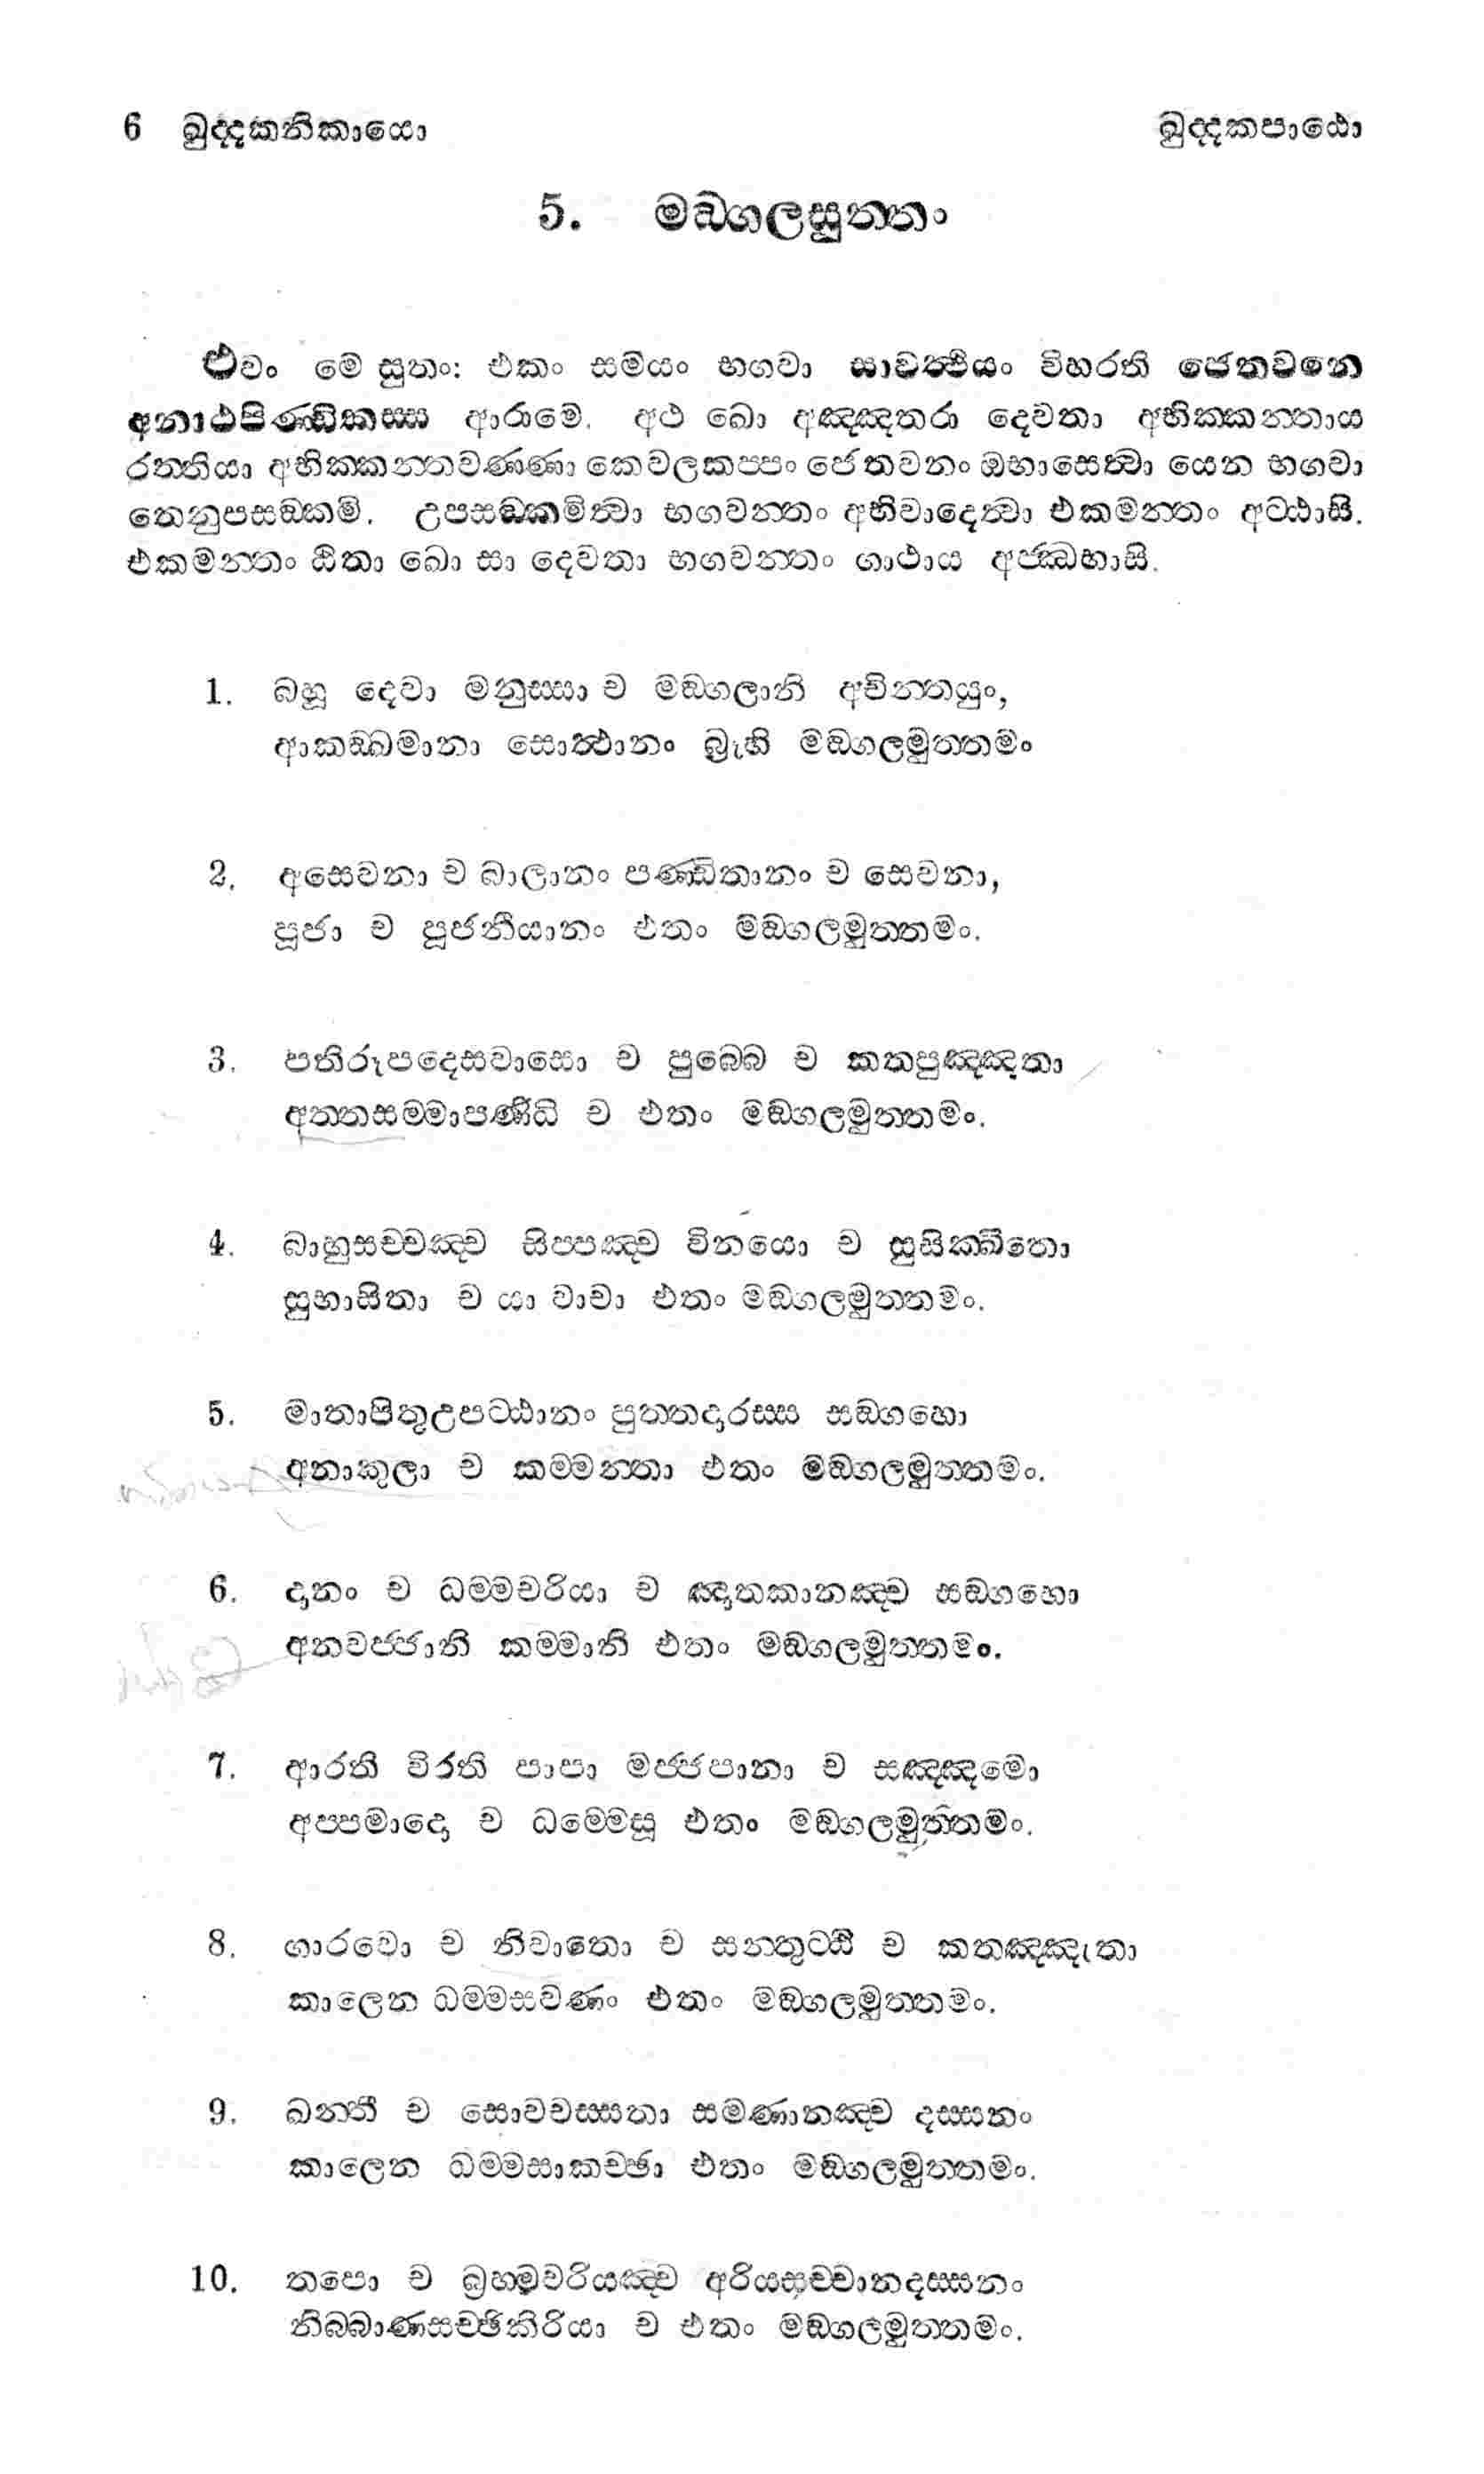 6 ඛුද්දකනිකායො ඛුද්දකපාඨො
5. මඞ්ගලසුත්තං
එවං මේ සුතං: එකං සමයං භගවා සාවත්ථියං විහරති ජෙතවනෙ
අනාථපිණ්ඩිකස්ස ආරාමේ. අථ ඛො අඤ්ඤතරා දෙවතා අභික්කන්තාය
රත්තියා අභික්කන්තවණ්ණා කෙවලකප්පං ජෙතවනං ඔභාසෙත්වා යෙන භගවා
තෙනුපසඞ්කමි. උපසඞ්කමිත්වා භගවන්තං අභිවාදෙත්වා එකමන්තං අට්ඨාසි.
එකමන්තං ඨිතා ඛො සා දෙවතා භගවන්තං ගාථාය අජ්ඣභාසි.
1. බහූ දෙවා මනුස්සා ච මඞ්ගලානි අචින්තයුං,
ආකඞ්ඛමානා සොත්ථානං බ්‍රූහි මඞ්ගලමුත්තමං
2. අසෙවනා ච බාලානං පණ්ඩිතානං ච සෙවනා,
පූජා ච පූජනීයානං එතං මඞ්ගලමුත්තමං.
3. පතිරූපදෙසවාසො ච පුබ්බෙ ච කතපුඤ්ඤතා
අත්තසම්මාපණිධි ච එතං මඞ්ගලමුත්තමං.
4. බාහුසච්චඤ්ච සිප්පඤ්ච විනයො ච සුසික්ඛිතො
සුභාසිතා ච යා වාචා එතං මඞ්ගලමුත්තමං.
5. මාතාපිතුඋපට්ඨානං පුත්තදාරස්ස සඞ්ගහො
අනාකුලා ච කම්මන්තා එතං මඞ්ගලමුත්තමං.
6. දානං ච ධම්මචරියා ච ඤාතකානඤ්ච සඞ්ගහො
අනවජ්ජානි කම්මානි එතං මඞ්ගලමුත්තමං.
7. ආරති විරති පාපා මජ්ජපානා ච සඤ්ඤමො
අප්පමාදො ච ධම්මෙසූ එතං මඞ්ගලමුත්තමං.
8. ගාරවො ච නිවාතො ච සන්තුට්ඨි ච කතඤ්ඤුතා
කාලෙන ධම්මසවණං එතං මඞ්ගලමුත්තමං.
9. ඛන්ති ච සොවචස්සතා සමණානඤ්ච දස්සනං
කාලෙන ධම්මසාකච්ඡා එතං මඞ්ගලමුත්තමං.
10. තපො ච බ්‍රහ්මචරියඤ්ච අරියසච්චානදස්සනං
නිබ්බාණසච්ඡිකිරියා ච එතං මඞ්ගලමුත්තමං.